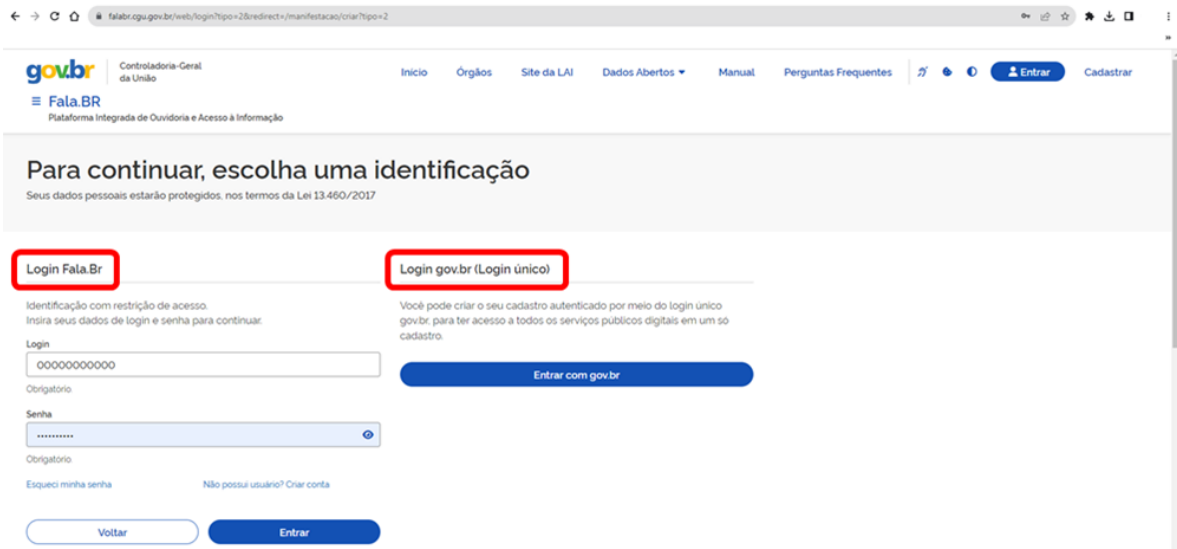 falabr.cgu.gov.br/web/login?tipo=2&redirect=/manifestacao/criar?tipo=2
gov.br
Controladoria-Geral
da União
Início Órgãos Site da LAI Dados Abertos Manual Perguntas Frequentes Entrar Cadastrar
Fala.BR
Plataforma Integrada de Ouvidoria e Acesso à Informação
Para continuar, escolha uma identificação
Seus dados pessoais estarão protegidos, nos termos da Lei 13.460/2017
Login Fala.Br
Identificação com restrição de acesso.
Insira seus dados de login e senha para continuar.
Login
00000000000
Obrigatório
Senha
••••••••••
Obrigatório
Esqueci minha senha
Não possui usuário? Criar conta
Voltar
Entrar
Login gov.br (Login único)
Você pode criar o seu cadastro autenticado por meio do login único
gov.br, para ter acesso a todos os serviços públicos digitais em um só
cadastro.
Entrar com gov.br